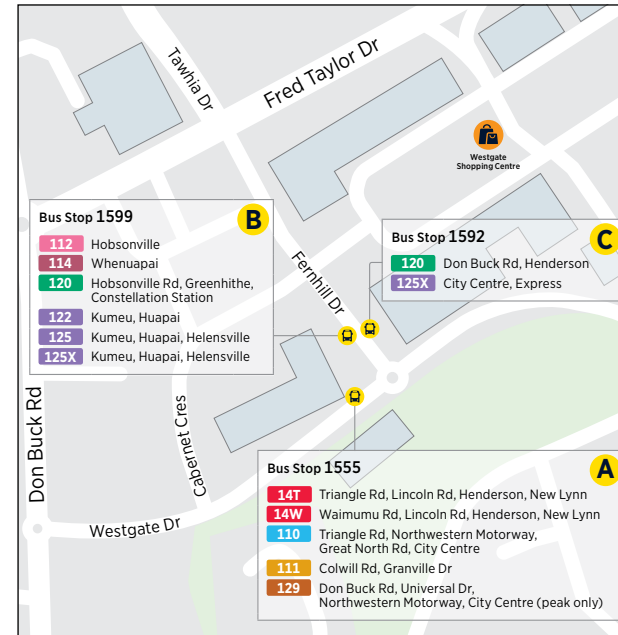 Tawhia Dr
Fred Taylor Dr
Westgate
Shopping Centre
Bus Stop 1599
B
112 Hobsonville
114 Whenuapai
120 Hobsonville Rd, Greenhithe,
Constellation Station
122 Kumeu, Huapai
125 Kumeu, Huapai, Helensville
125X Kumeu, Huapai, Helensville
Bus Stop 1592
C
120 Don Buck Rd, Henderson
125X City Centre, Express
Fernhill Dr
Don Buck Rd
Cabernet Cres
Westgate Dr
Bus Stop 1555
A
14T Triangle Rd, Lincoln Rd, Henderson, New Lynn
14W Waimumu Rd, Lincoln Rd, Henderson, New Lynn
110 Triangle Rd, Northwestern Motorway,
Great North Rd, City Centre
111 Colwill Rd, Granville Dr
129 Don Buck Rd, Universal Dr,
Northwestern Motorway, City Centre (peak only)